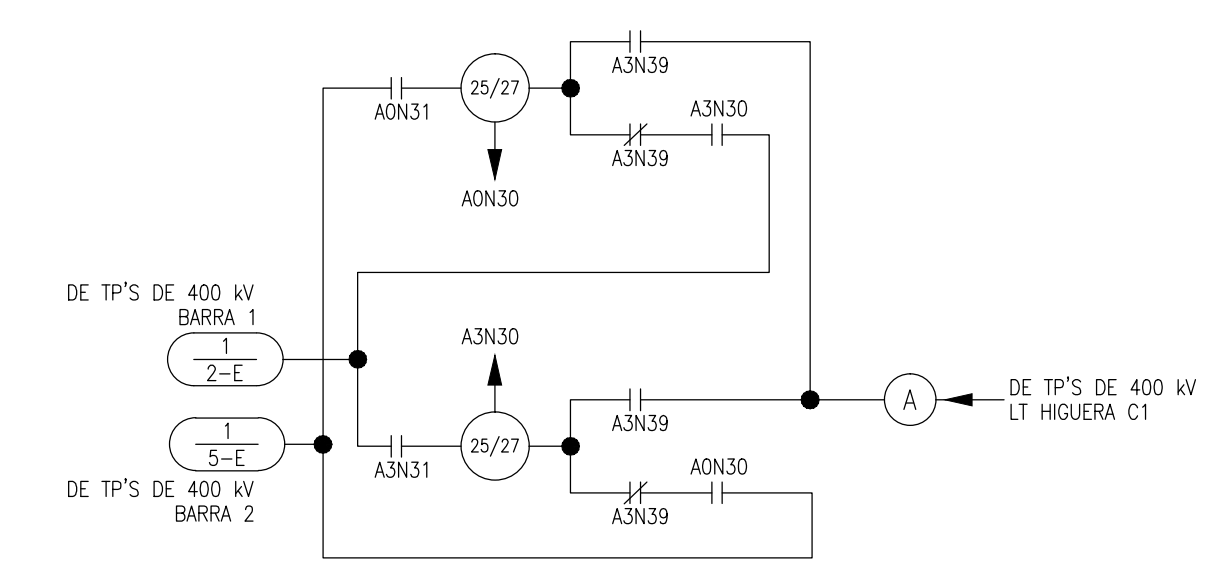 A3N39
25/27
A0N31
A3N30
A3N39
A0N30
DE TP'S DE 400 kV
BARRA 1
1
2-E
A3N30
DE TP'S DE 400 kV
LT HIGUERA C1
A
A3N39
1
5-E
25/27
A3N31
A0N30
DE TP'S DE 400 kV
BARRA 2
A3N39